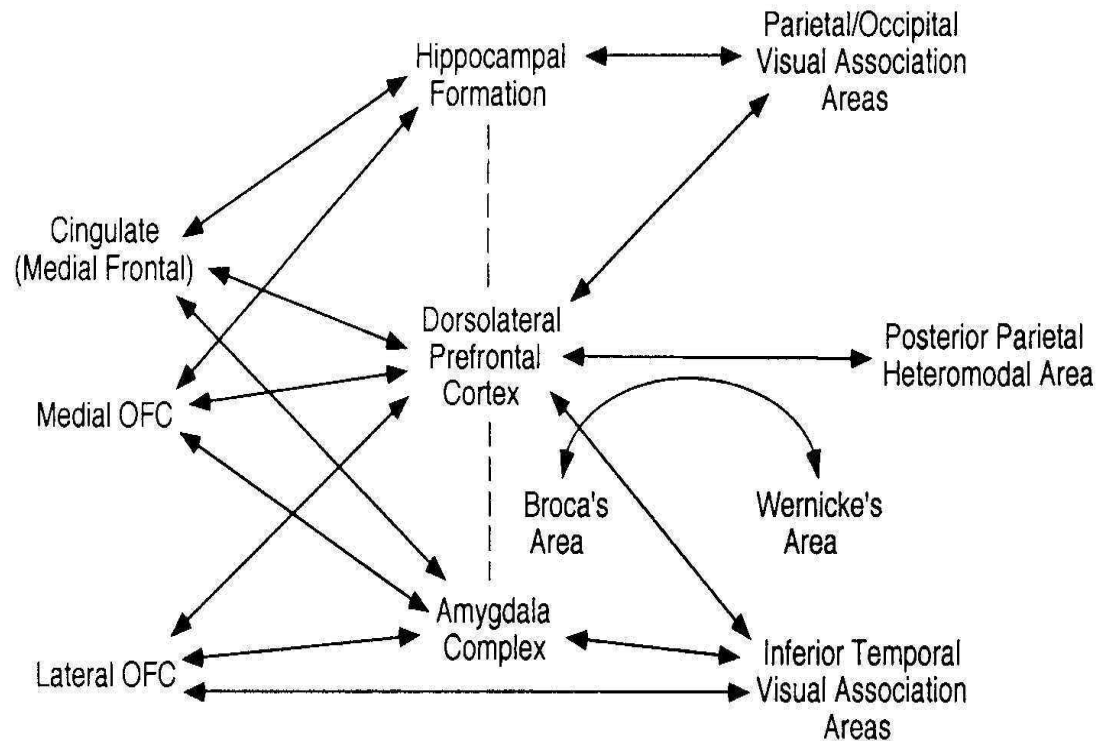 Hippocampal
Formation
Parietal/Occipital
Visual Association
Areas
Cingulate
(Medial Frontal)
Dorsolateral
Prefrontal
Cortex
Posterior Parietal
Heteromodal Area
Medial OFC
Broca's
Area
Wernicke's
Area
Amygdala
Complex
Lateral OFC
Inferior Temporal
Visual Association
Areas